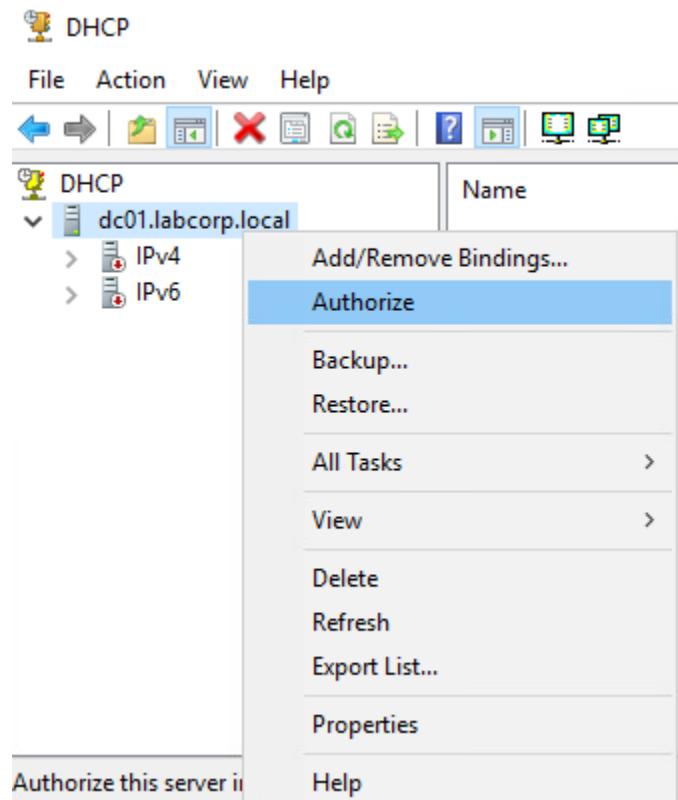 DHCP
File Action View Help
DHCP
Name
dc01.labcorp.local
IPv4
IPv6
Add/Remove Bindings...
Authorize
Backup...
Restore...
All Tasks
View
Delete
Refresh
Export List...
Properties
Help
Authorize this server